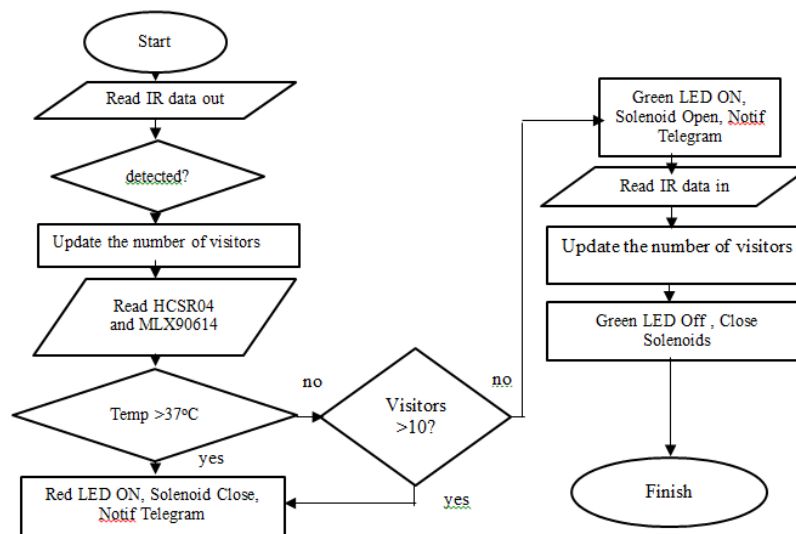 Start
Read IR data out
detected?
Update the number of visitors
Read HCSR04
and MLX90614
Temp >37°C
no
yes
Red LED ON, Solenoid Close,
Notif Telegram
Visitors
>10?
no
yes
Green LED ON,
Solenoid Open, Notif
Telegram
Read IR data in
Update the number of visitors
Green LED Off , Close
Solenoids
Finish